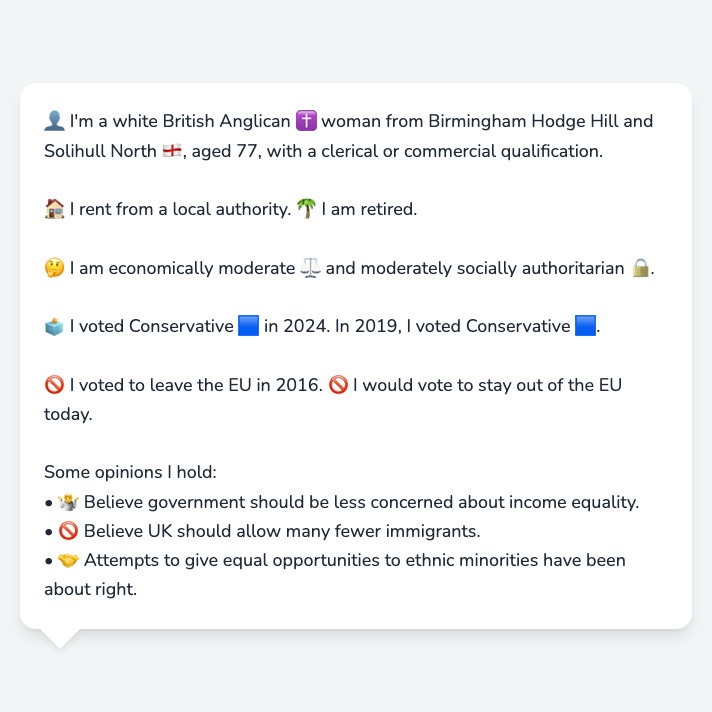 👤 I'm a white British Anglican ✝️ woman from Birmingham Hodge Hill and
Solihull North 🏴󠁧󠁢󠁥󠁮󠁧󠁿, aged 77, with a clerical or commercial qualification.
🏠 I rent from a local authority. 🌴 I am retired.
🤔 I am economically moderate ⚖️ and moderately socially authoritarian 🔒.
🗳️ I voted Conservative 🟦 in 2024. In 2019, I voted Conservative 🟦.
🚫 I voted to leave the EU in 2016. 🚫 I would vote to stay out of the EU
today.
Some opinions I hold:
• 🤷 Believe government should be less concerned about income equality.
• 🚫 Believe UK should allow many fewer immigrants.
• 🤝 Attempts to give equal opportunities to ethnic minorities have been
about right.